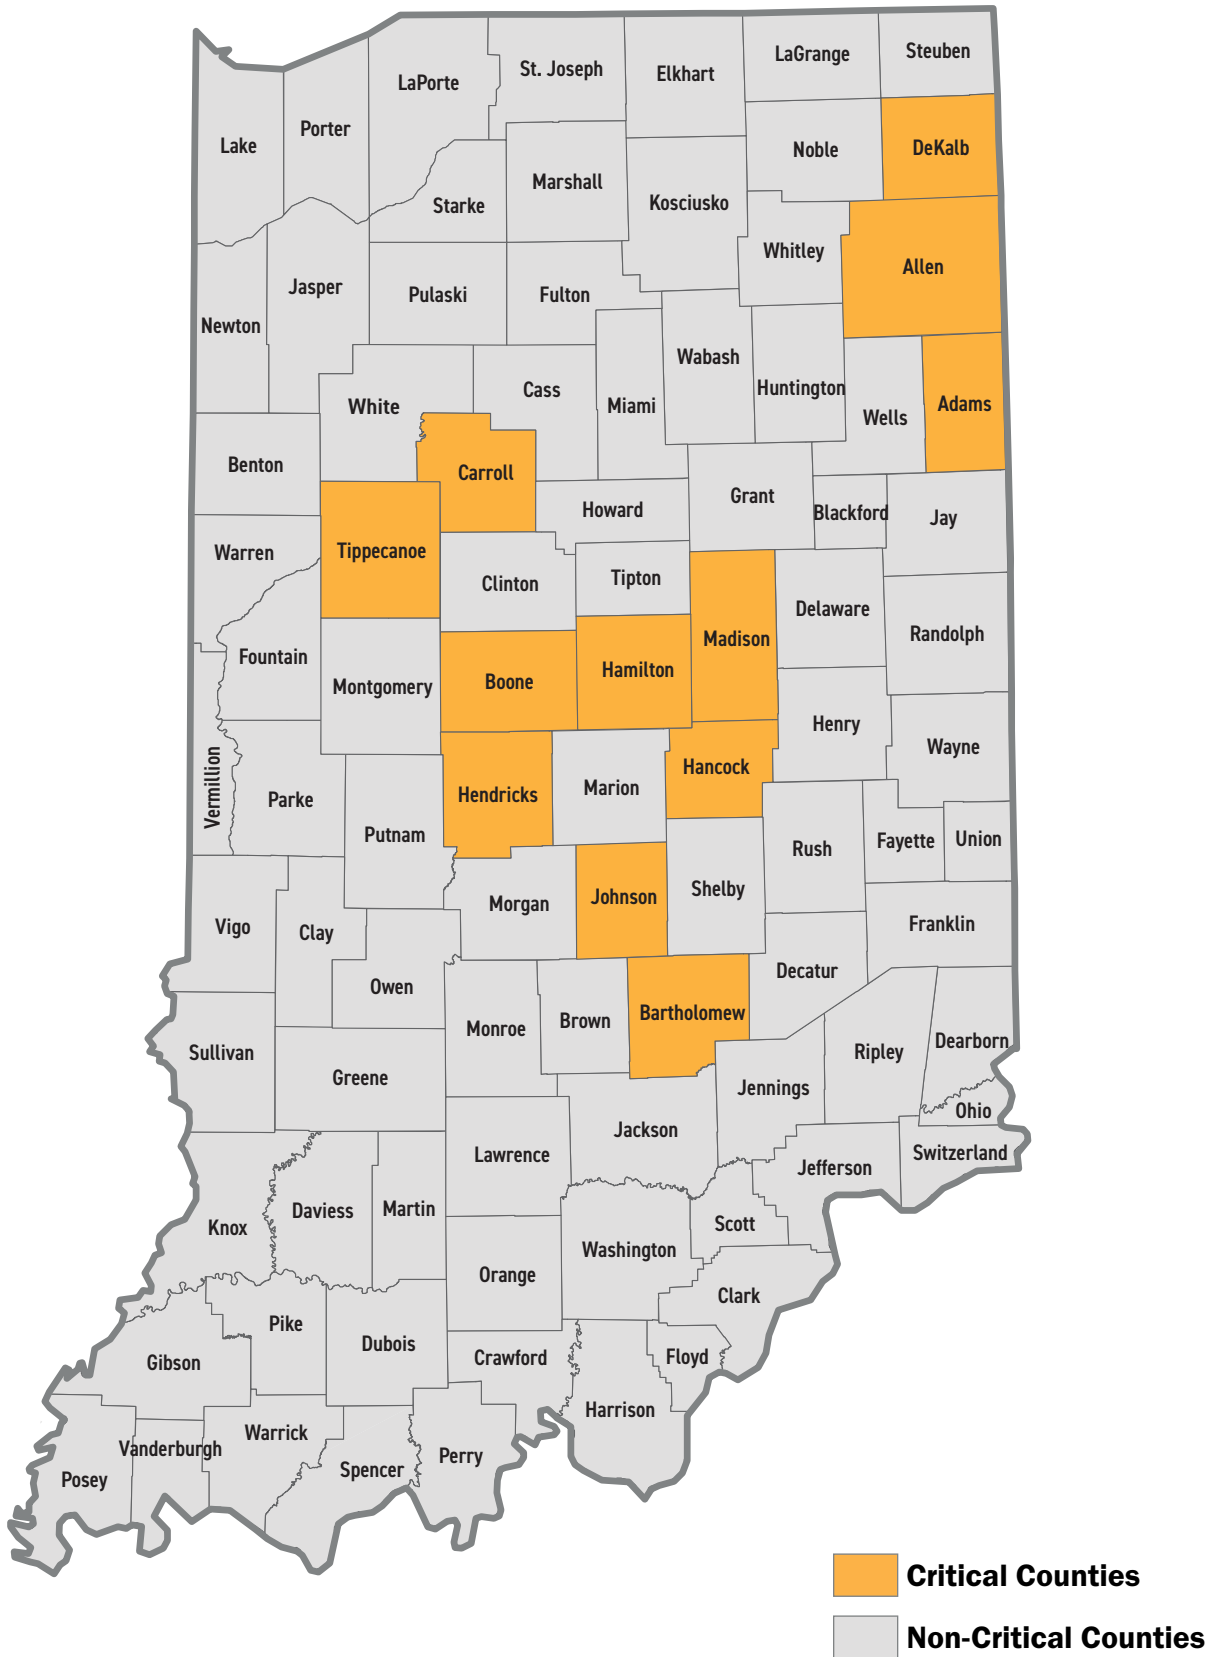 Steuben
LaGrange
St. Joseph
Elkhart
LaPorte
Porter
Lake
Noble
DeKalb
Marshall
Kosciusko
Starke
Whitley
Allen
Jasper
Pulaski
Fulton
Newton
Wabash
Huntington
Cass
Miami
White
Wells
Adams
Benton
Carroll
Grant
Howard
Blackford
Jay
Warren
Tippecanoe
Clinton
Tipton
Delaware
Madison
Randolph
Fountain
Hamilton
Boone
Montgomery
Henry
Wayne
Hancock
Vermillion
Marion
Hendricks
Parke
Putnam
Rush
Fayette
Union
Shelby
Johnson
Morgan
Franklin
Vigo
Clay
Decatur
Owen
Bartholomew
Brown
Monroe
Dearborn
Ripley
Sullivan
Greene
Jennings
Ohio
Jackson
Lawrence
Switzerland
Jefferson
Martin
Daviess
Knox
Scott
Washington
Orange
Clark
Pike
Dubois
Crawford
Floyd
Gibson
Harrison
Warrick
Vanderburgh
Perry
Spencer
Posey
Critical Counties
Non-Critical Counties